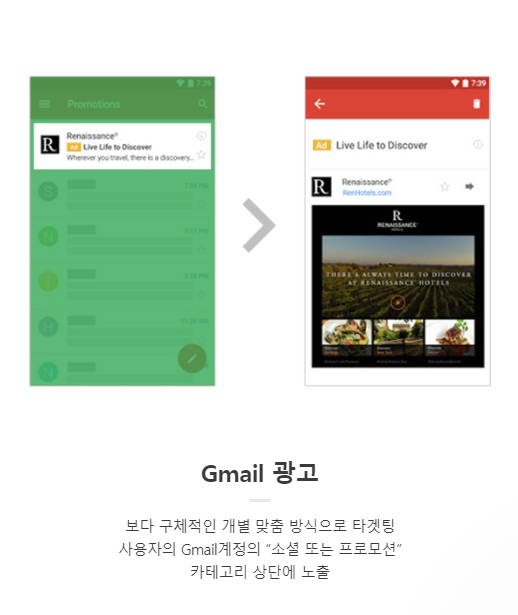 7:39
Promotions
Renaissance®
Ad Live Life to Discover
Wherever you travel, there is a discovery...
S
N
T
H
N
7:39
Ad Live Life to Discover
Renaissance®
RenHotels.com
R
RENAISSANCE®
HOTELS
THERE'S ALWAYS TIME TO DISCOVER
AT RENAISSANCE HOTELS
Gmail 광고
보다 구체적인 개별 맞춤 방식으로 타겟팅
사용자의 Gmail계정의 “소셜 또는 프로모션”
카테고리 상단에 노출